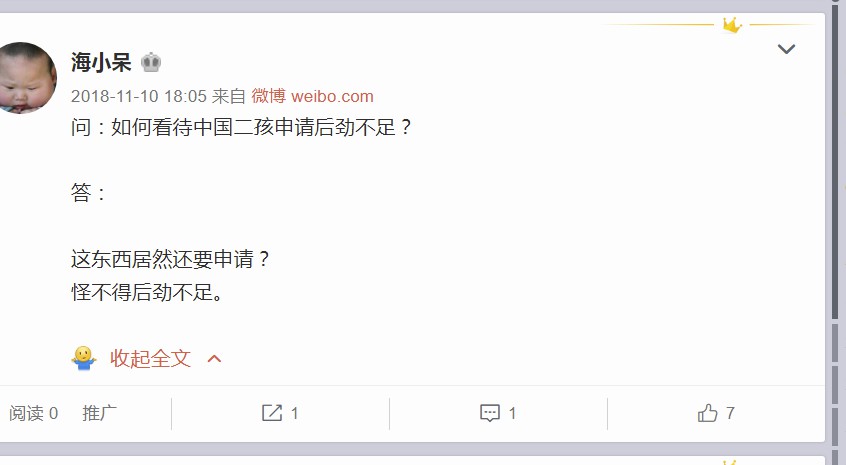 海小呆
2018-11-10 18:05 来自 微博 weibo.com
问：如何看待中国二孩申请后劲不足？
答：
这东西居然还要申请？
怪不得后劲不足。
收起全文
阅读 0 推广 1 1 7